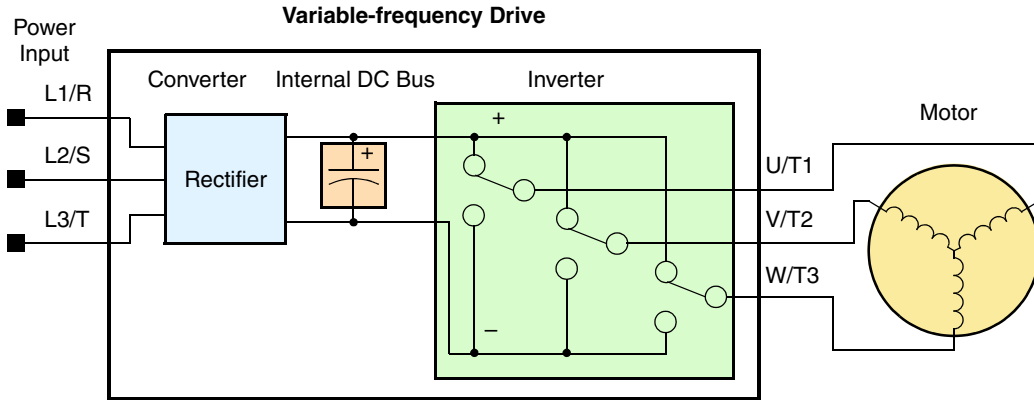 Variable-frequency Drive
Power
Input
Converter
Internal DC Bus
Inverter
Motor
L1/R
L2/S
L3/T
Rectifier
+
+
–
U/T1
V/T2
W/T3